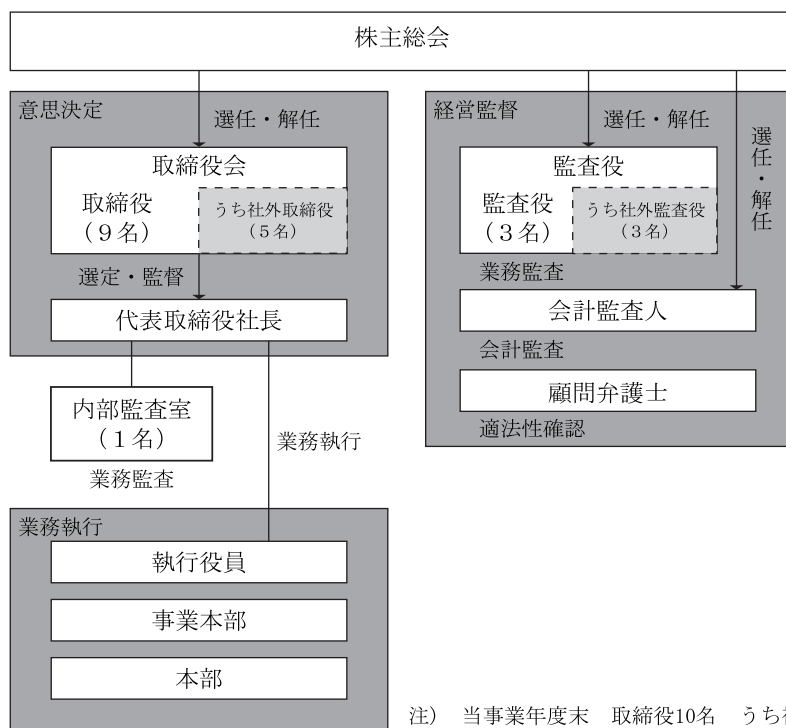 株主総会
意思決定
選任・解任
取締役会
取締役
（９名）
うち社外取締役
（５名）
選定・監督
代表取締役社長
内部監査室
（１名）
業務監査
業務執行
業務執行
執行役員
事業本部
本部
経営監督
選任・解任
監査役
監査役
（３名）
うち社外監査役
（３名）
業務監査
選任・解任
会計監査人
会計監査
顧問弁護士
適法性確認
注） 当事業年度末 取締役10名 うち